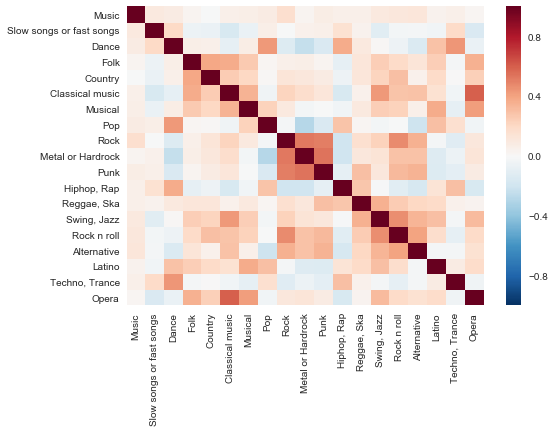 Music
Slow songs or fast songs
Dance
Folk
Country
Classical music
Musical
Pop
Rock
Metal or Hardrock
Punk
Hiphop, Rap
Reggae, Ska
Swing, Jazz
Rock n roll
Alternative
Latino
Techno, Trance
Opera
Music
Slow songs or fast songs
Dance
Folk
Country
Classical music
Musical
Pop
Rock
Metal or Hardrock
Punk
Hiphop, Rap
Reggae, Ska
Swing, Jazz
Rock n roll
Alternative
Latino
Techno, Trance
Opera
0.8
0.4
0.0
−0.4
−0.8